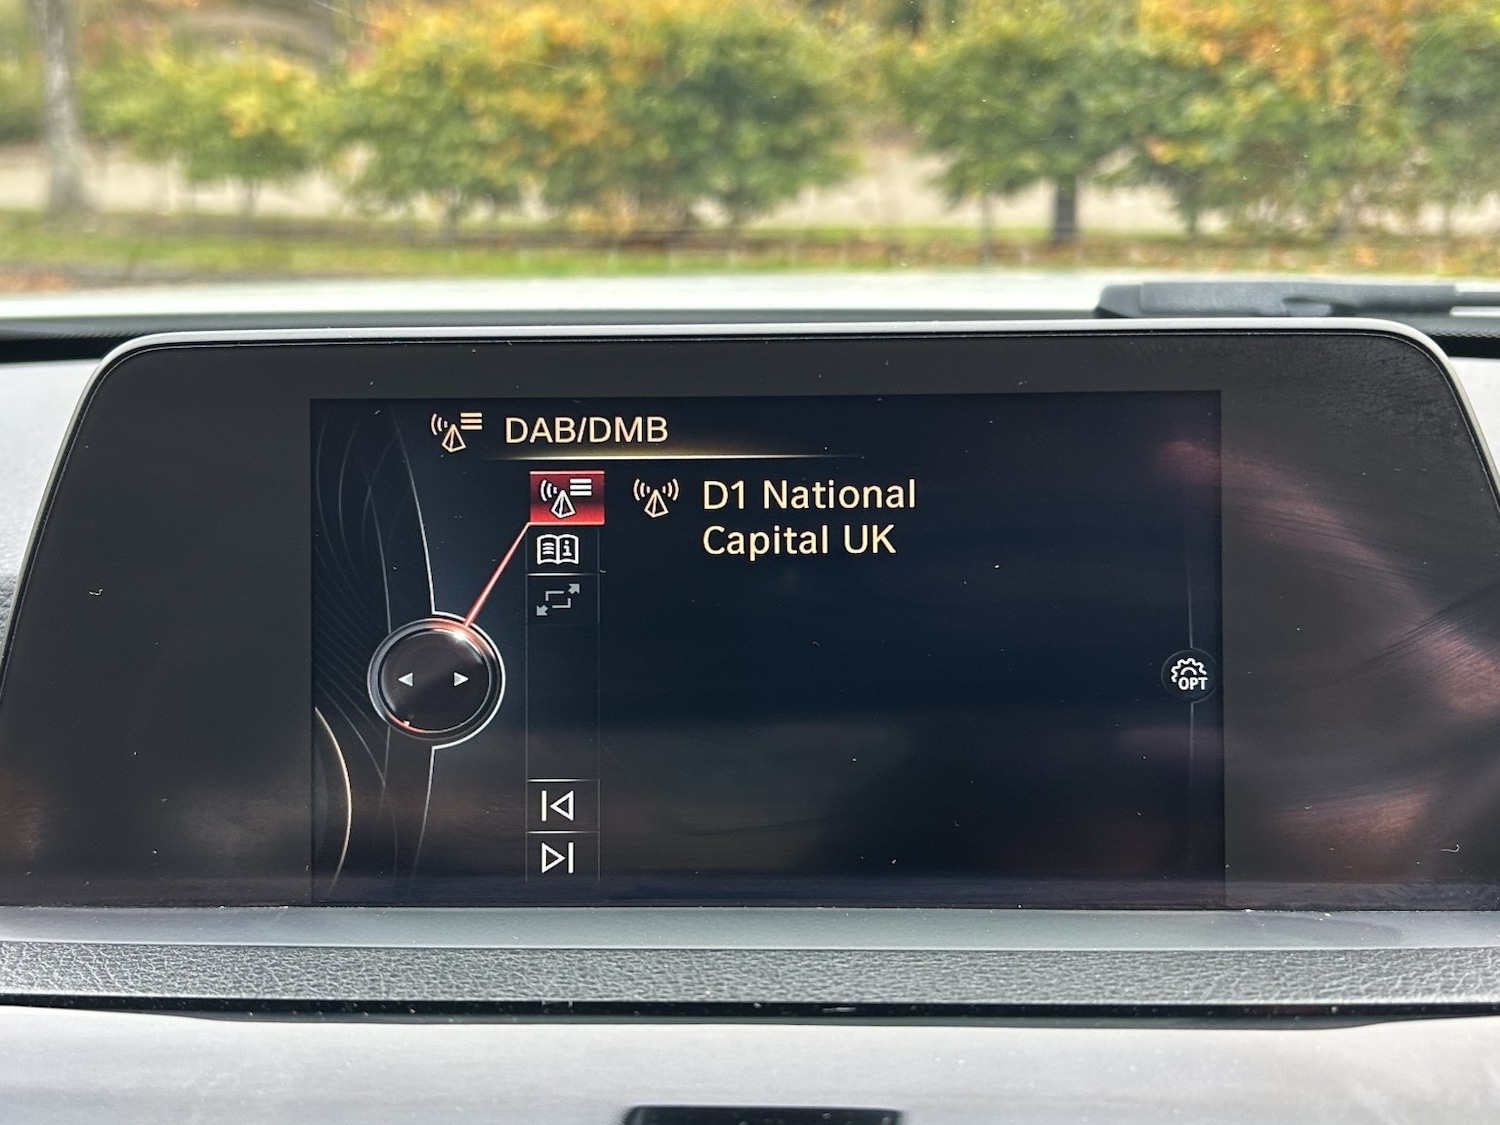 DAB/DMB
D1 National
Capital UK
OPT